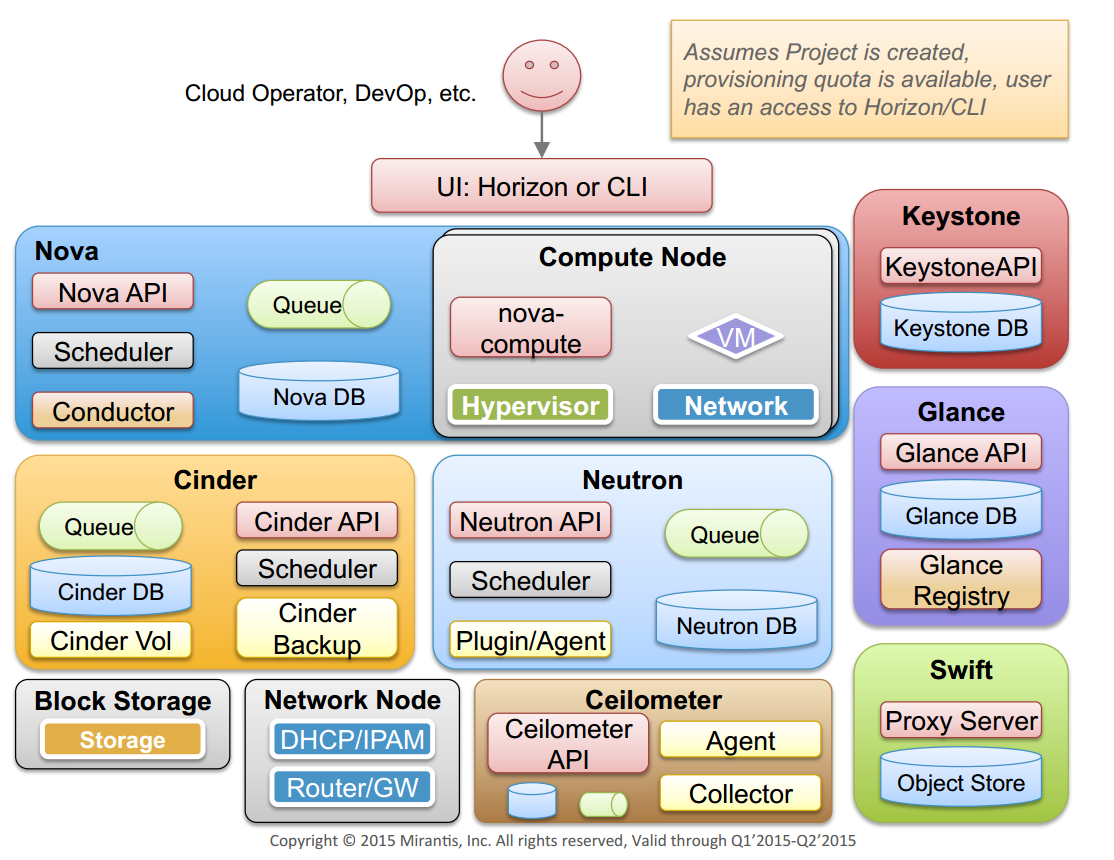 Cloud Operator, DevOp, etc.
Assumes Project is created,
provisioning quota is available, user
has an access to Horizon/CLI
UI: Horizon or CLI
Nova
Nova API
Scheduler
Conductor
Queue
Nova DB
Compute Node
nova-
compute
VM
Hypervisor
Network
Keystone
KeystoneAPI
Keystone DB
Cinder
Queue
Cinder DB
Cinder Vol
Cinder API
Scheduler
Cinder
Backup
Neutron
Neutron API
Scheduler
Plugin/Agent
Queue
Neutron DB
Glance
Glance API
Glance DB
Glance
Registry
Block Storage
Storage
Network Node
DHCP/IPAM
Router/GW
Ceilometer
Ceilometer
API
Agent
Collector
Swift
Proxy Server
Object Store
Copyright © 2015 Mirantis, Inc. All rights reserved, Valid through Q1’2015-Q2’2015